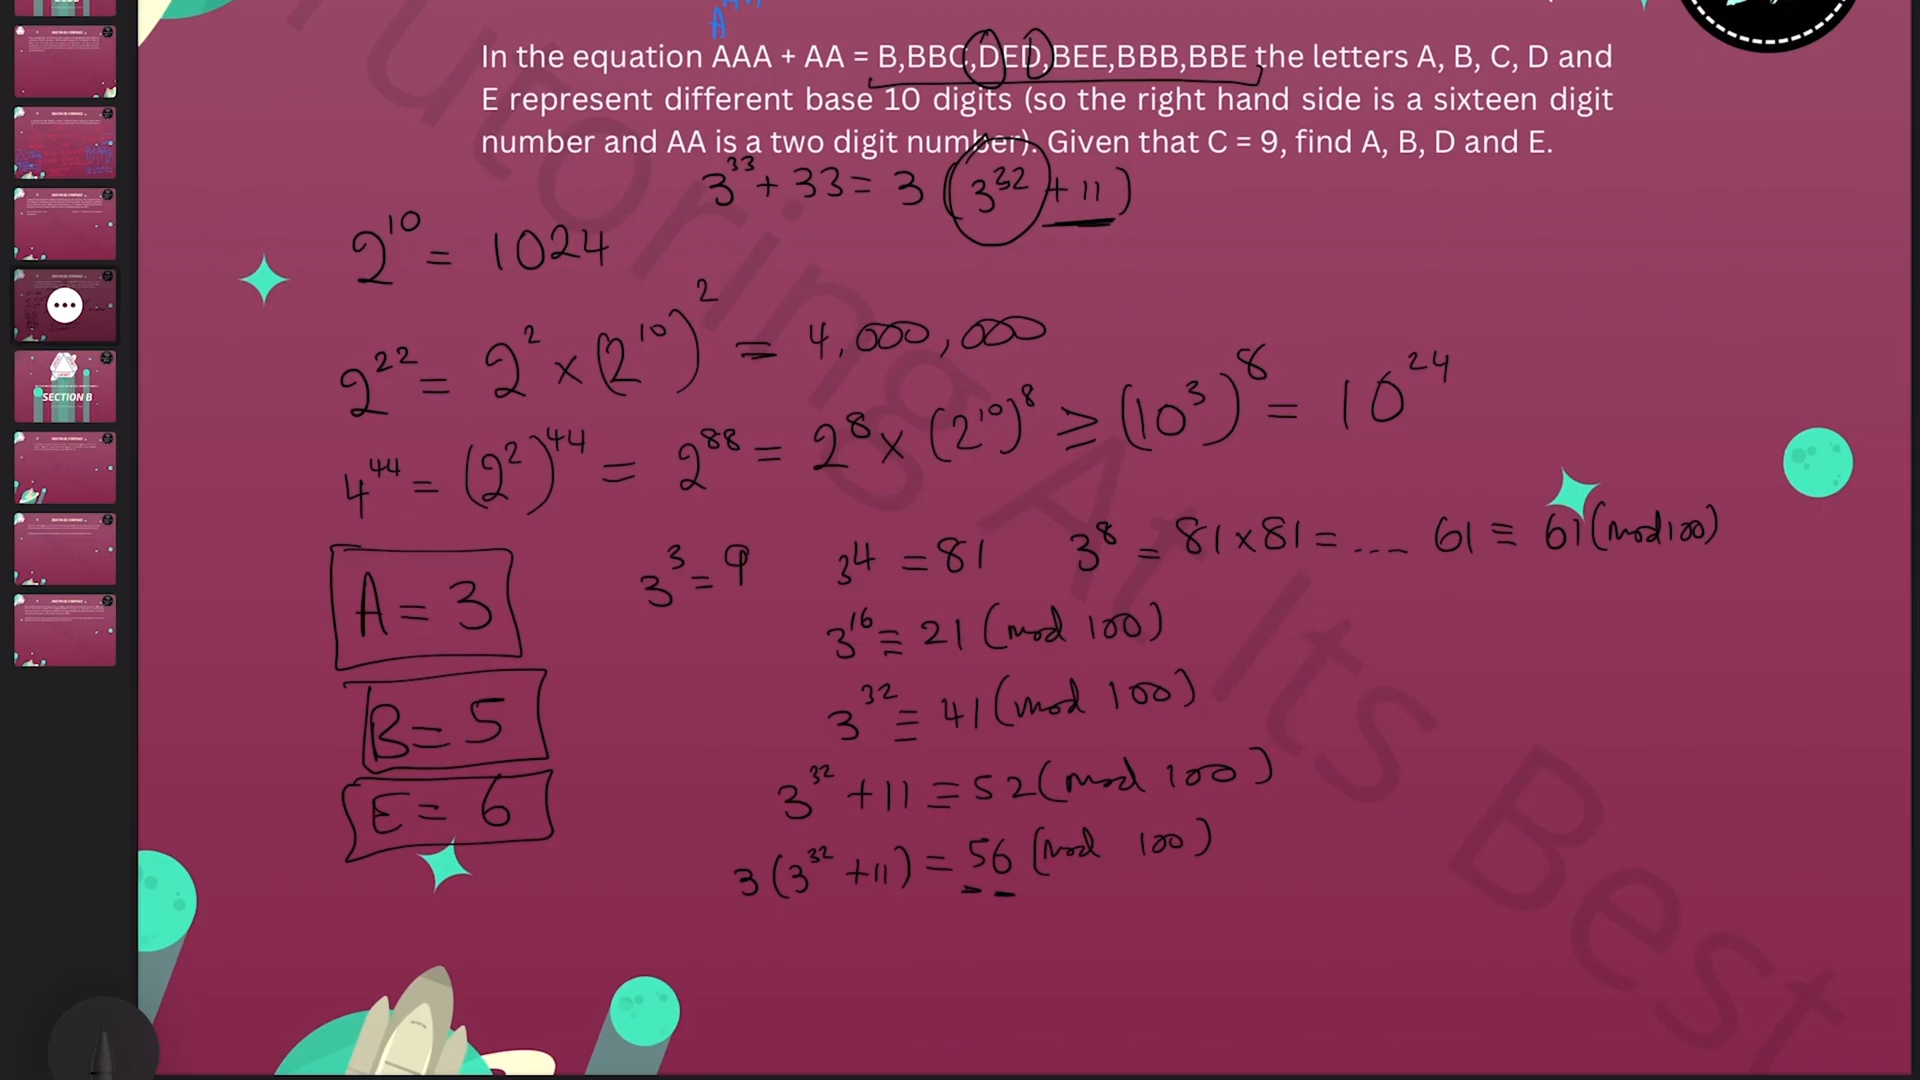 A
In the equation AAA + AA = B,BBC,DED,BEE,BBB,BBE the letters A, B, C, D and
E represent different base 10 digits (so the right hand side is a sixteen digit
number and AA is a two digit number). Given that C = 9, find A, B, D and E.
3^33 + 33 = 3 (3^32 + 11)
2^10 = 1024
2^22 = 2^2 × (2^10)^2 = 4,000,000
4^44 = (2^2)^44 = 2^88 = 2^8 × (2^10)^8 ≥ (10^3)^8 = 10^24
A = 3
3^3 = 9
3^4 = 81
3^8 = 81×81 = .... 61 ≡ 61 (mod 100)
3^16 ≡ 21 (mod 100)
B = 5
3^32 ≡ 41 (mod 100)
E = 6
3^32 + 11 ≡ 52 (mod 100)
3 (3^32 + 11) = 56 (mod 100)
SECTION B
Tutoring At Its Best